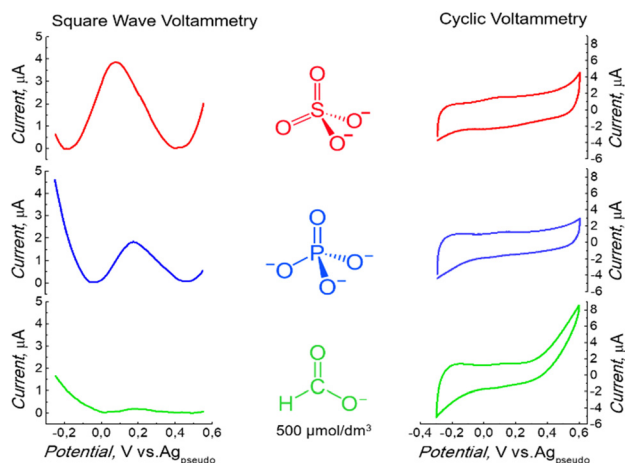 Square Wave Voltammetry
Cyclic Voltammetry
Current, µA
5
4
3
2
1
0
O
S
O
O⁻
O⁻
8
6
4
2
0
-2
-4
-6
Current, µA
Current, µA
5
4
3
2
1
0
O
P
⁻O
O⁻
O⁻
8
6
4
2
0
-2
-4
-6
Current, µA
Current, µA
5
4
3
2
1
0
O
H
C
O⁻
8
6
4
2
0
-2
-4
-6
Current, µA
-0,2 0,0 0,2 0,4 0,6
500 µmol/dm³
-0,4 -0,2 0,0 0,2 0,4 0,6
Potential, V vs.Ag pseudo
Potential, V vs.Ag pseudo